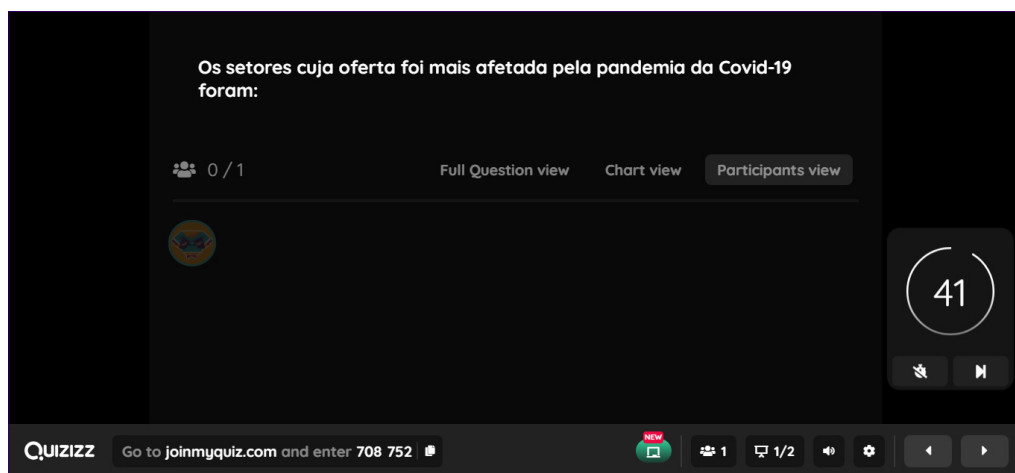 Os setores cuja oferta foi mais afetada pela pandemia da Covid-19
foram:
0 / 1
Full Question view
Chart view
Participants view
41
QUIZIZZ
Go to joinmyquiz.com and enter 708 752
NEW
1
1/2